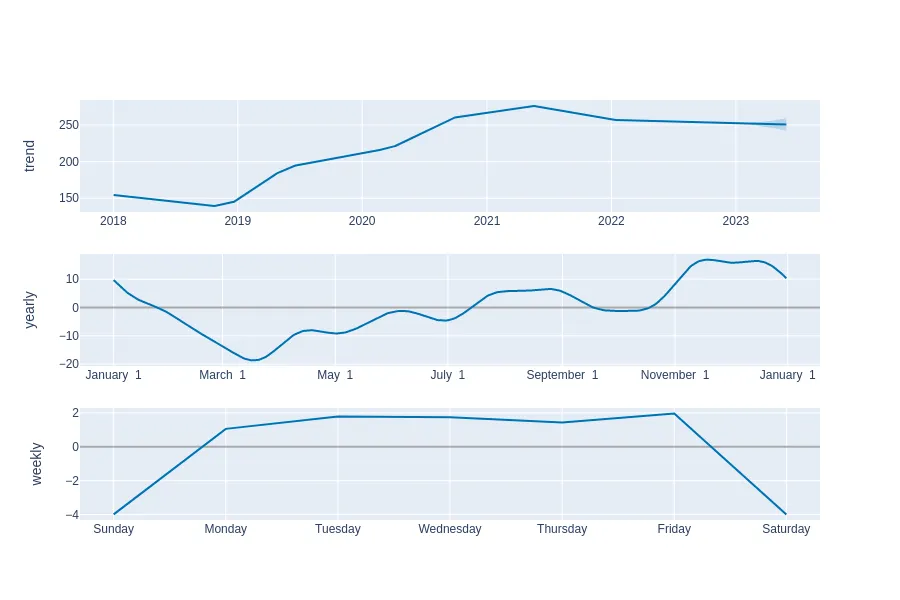 trend
250
200
150
2018 2019 2020 2021 2022 2023
yearly
10
0
−10
−20
January 1 March 1 May 1 July 1 September 1 November 1 January 1
weekly
2
0
−2
−4
Sunday Monday Tuesday Wednesday Thursday Friday Saturday